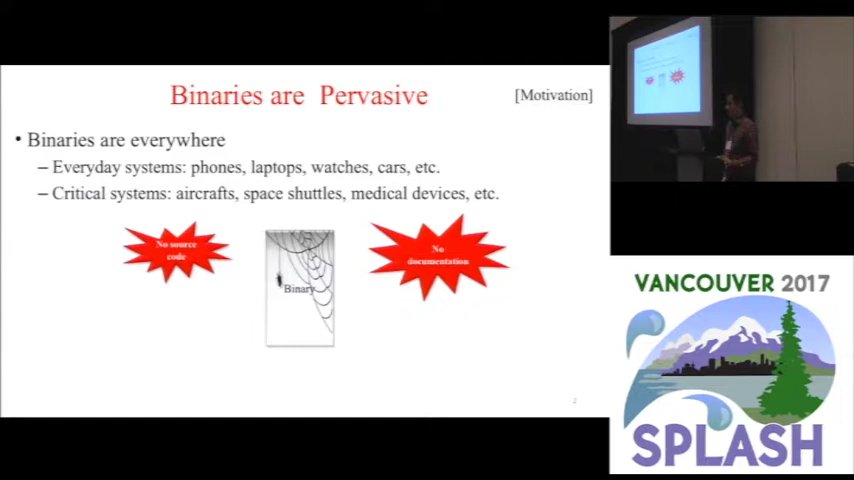 Binaries are Pervasive
[Motivation]
• Binaries are everywhere
– Everyday systems: phones, laptops, watches, cars, etc.
– Critical systems: aircrafts, space shuttles, medical devices, etc.
No source
code
No
documentation
Binary
2
VANCOUVER 2017
SPLASH